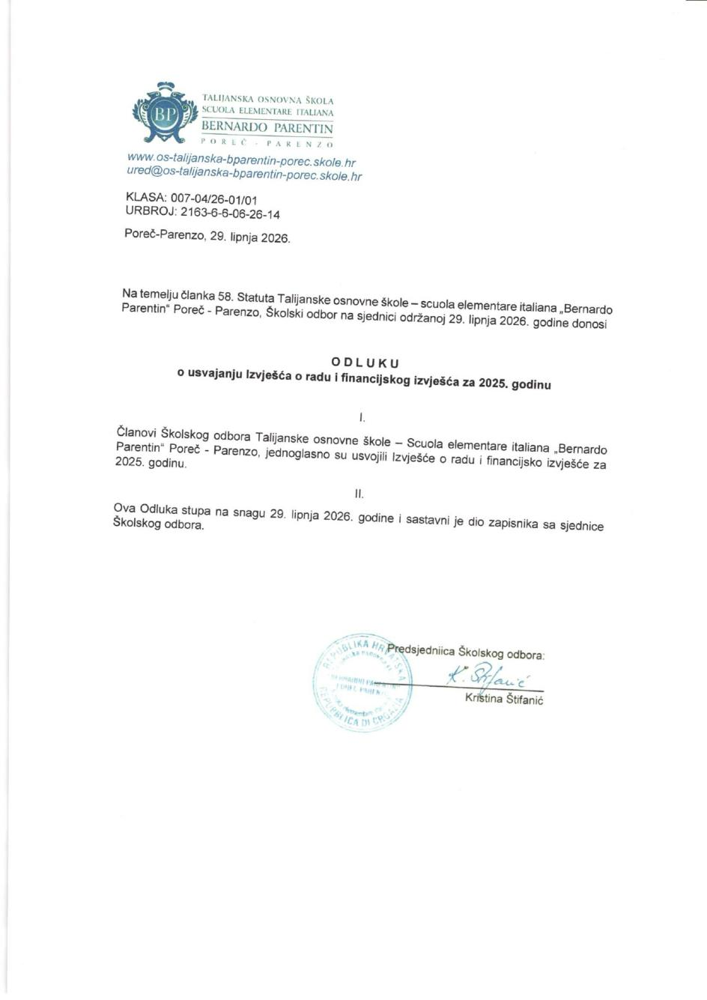 BP
TALIJANSKA OSNOVNA ŠKOLA
SCUOLA ELEMENTARE ITALIANA
BERNARDO PARENTIN
POREČ - PARENZO
www.os-talijanska-bparentin-porec.skole.hr
ured@os-talijanska-bparentin-porec.skole.hr
KLASA: 007-04/26-01/01
URBROJ: 2163-6-6-06-26-14
Poreč-Parenzo, 29. lipnja 2026.
Na temelju članka 58. Statuta Talijanske osnovne škole – scuola elementare italiana „Bernardo
Parentin“ Poreč - Parenzo, Školski odbor na sjednici održanoj 29. lipnja 2026. godine donosi
O D L U K U
o usvajanju Izvješća o radu i financijskog izvješća za 2025. godinu
I.
Članovi Školskog odbora Talijanske osnovne škole – Scuola elementare italiana „Bernardo
Parentin“ Poreč - Parenzo, jednoglasno su usvojili Izvješće o radu i financijsko izvješće za
2025. godinu.
II.
Ova Odluka stupa na snagu 29. lipnja 2026. godine i sastavni je dio zapisnika sa sjednice
Školskog odbora.
REPUBLIKA HRVATSKA
REPUBBLICA DI CROAZIA
Predsjedniica Školskog odbora:
K. Štifanić
Kristina Štifanić